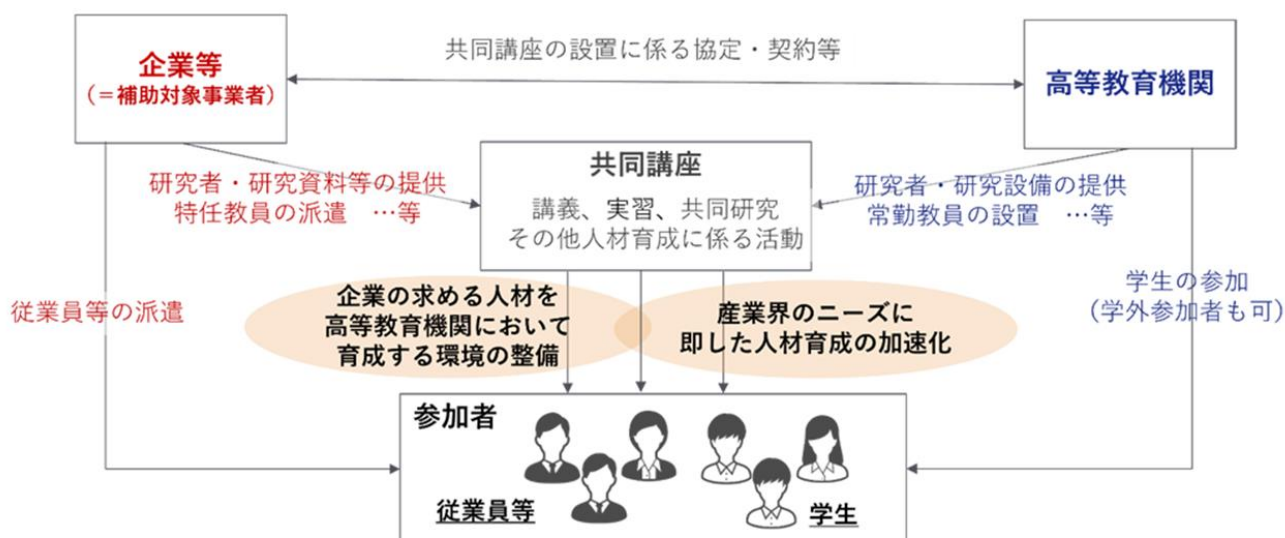 共同講座の設置に係る協定・契約等
企業等
(=補助対象事業者)
高等教育機関
共同講座
講義、実習、共同研究
その他人材育成に係る活動
研究者・研究資料等の提供
特任教員の派遣 …等
研究者・研究設備の提供
常勤教員の設置 …等
従業員等の派遣
企業の求める人材を
高等教育機関において
育成する環境の整備
産業界のニーズに
即した人材育成の加速化
学生の参加
(学外参加者も可)
参加者
従業員等
学生